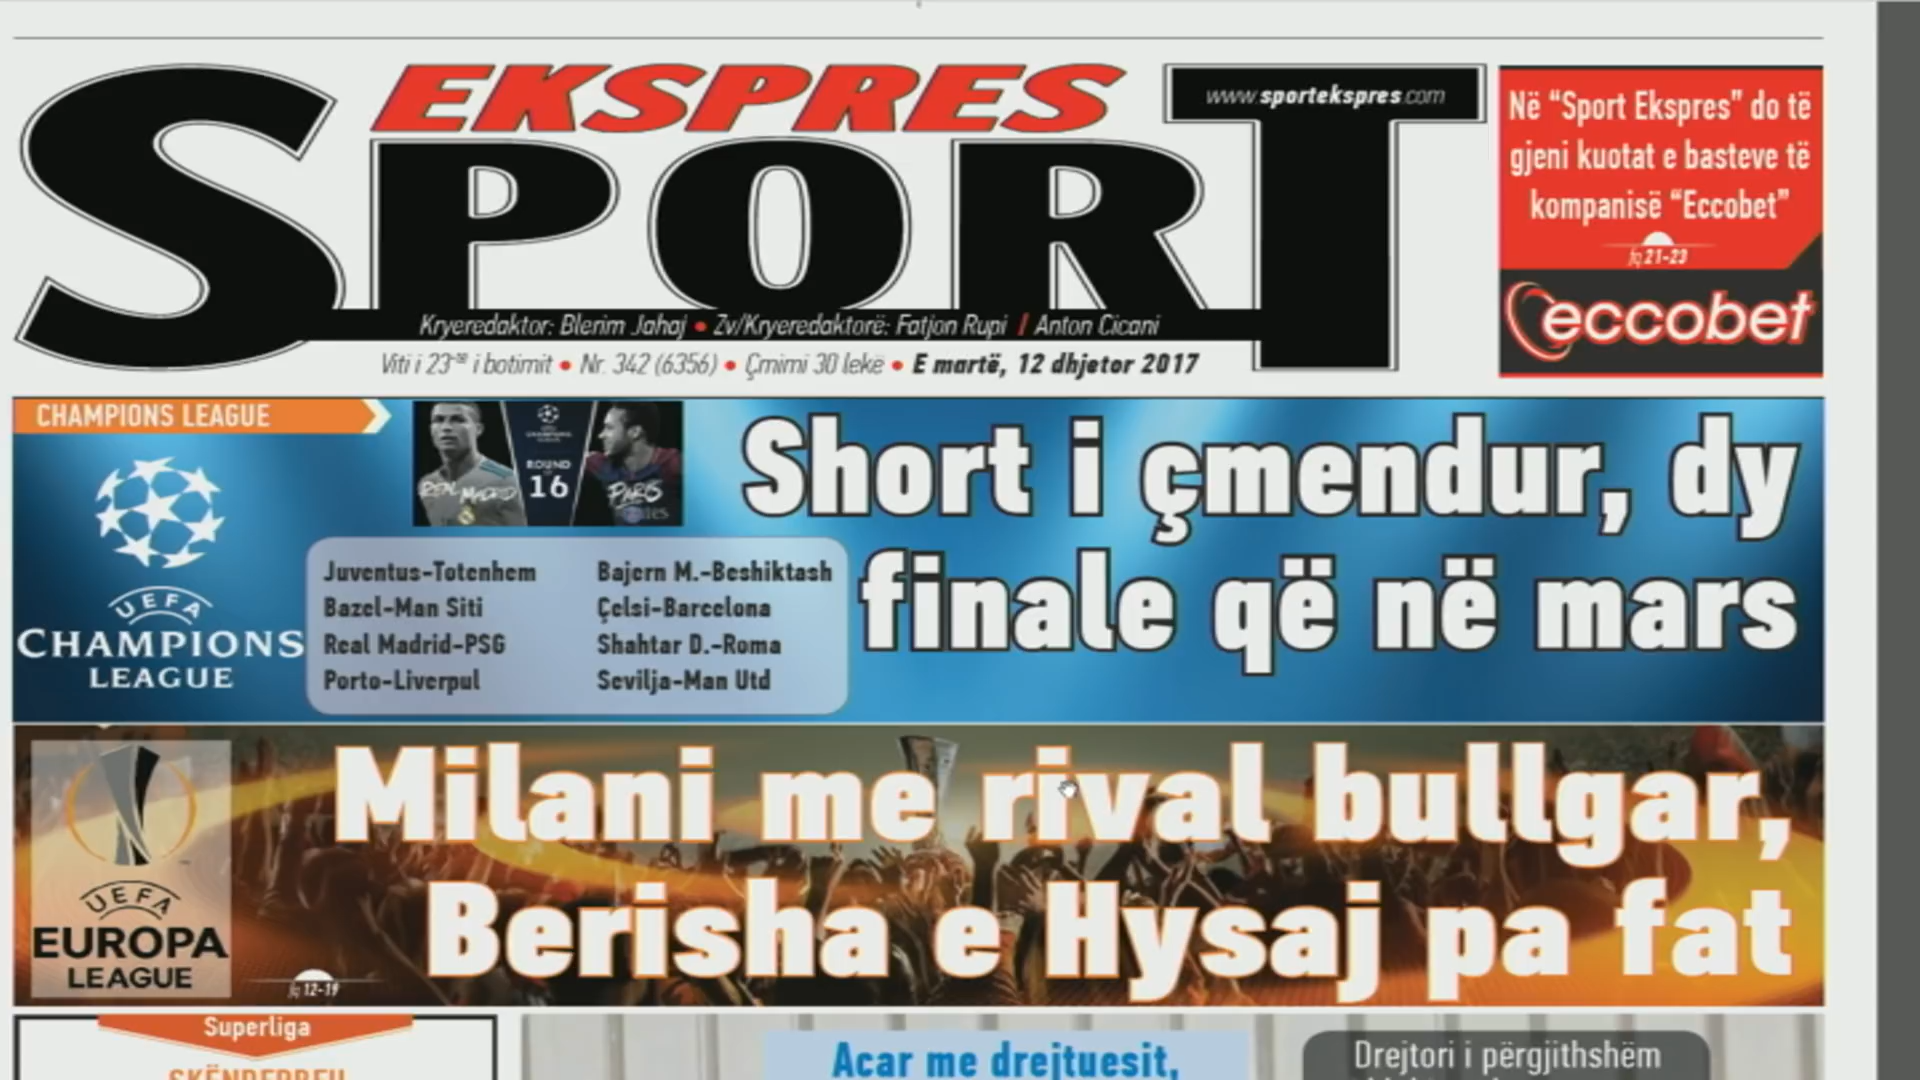 EKSPRES
SPORT
www.sportekspres.com
Në “Sport Ekspres” do të
gjeni kuotat e basteve të
kompanisë “Eccobet”
fq 21-23
eccobet
Kryeredaktor: Blerim Jahaj • Zv/Kryeredaktorë: Fatjon Rupi / Anton Cicani
Viti i 23-të i botimit • Nr. 342 (6356) • Çmimi 30 lekë • E martë, 12 dhjetor 2017
CHAMPIONS LEAGUE
ROUND
16
REAL MADRID
PARIS
Short i çmendur, dy
finale që në mars
UEFA
CHAMPIONS
LEAGUE
Juventus-Totenhem
Bazel-Man Siti
Real Madrid-PSG
Porto-Liverpul
Bajern M.-Beshiktash
Çelsi-Barcelona
Shahtar D.-Roma
Sevilja-Man Utd
Milani me rival bullgar,
Berisha e Hysaj pa fat
UEFA
EUROPA
LEAGUE
fq 12-19
Superliga
SKËNDERBEU
Acar me drejtuesit,
Drejtori i përgjithshëm